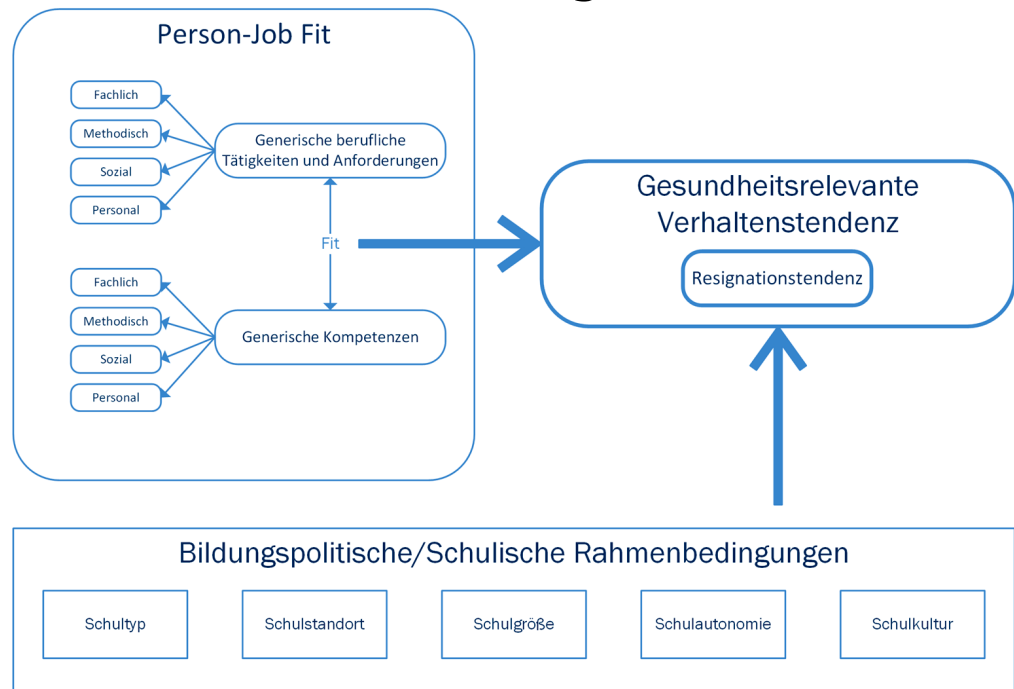 Person-Job Fit
Fachlich
Methodisch
Sozial
Personal
Generische berufliche
Tätigkeiten und Anforderungen
Fit
Fachlich
Methodisch
Sozial
Personal
Generische Kompetenzen
Gesundheitsrelevante
Verhaltenstendenz
Resignationstendenz
Bildungspolitische/Schulische Rahmenbedingungen
Schultyp
Schulstandort
Schulgröße
Schulautonomie
Schulkultur